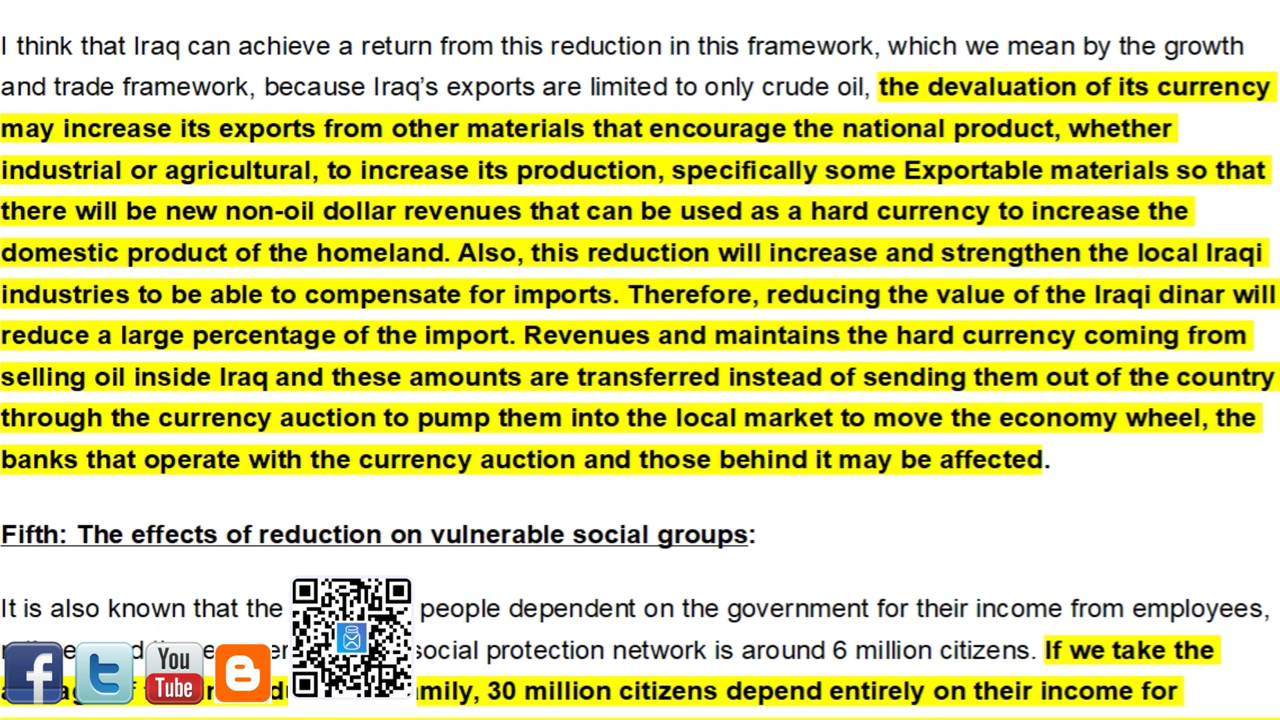 I think that Iraq can achieve a return from this reduction in this framework, which we mean by the growth
and trade framework, because Iraq’s exports are limited to only crude oil, the devaluation of its currency
may increase its exports from other materials that encourage the national product, whether
industrial or agricultural, to increase its production, specifically some Exportable materials so that
there will be new non-oil dollar revenues that can be used as a hard currency to increase the
domestic product of the homeland. Also, this reduction will increase and strengthen the local Iraqi
industries to be able to compensate for imports. Therefore, reducing the value of the Iraqi dinar will
reduce a large percentage of the import. Revenues and maintains the hard currency coming from
selling oil inside Iraq and these amounts are transferred instead of sending them out of the country
through the currency auction to pump them into the local market to move the economy wheel, the
banks that operate with the currency auction and those behind it may be affected.
Fifth: The effects of reduction on vulnerable social groups:
It is also known that the people dependent on the government for their income from employees,
social protection network is around 6 million citizens. If we take the
30 million citizens depend entirely on their income for
You
Tube